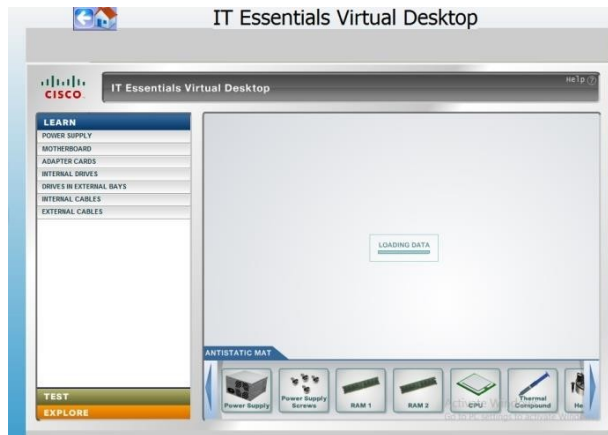 IT Essentials Virtual Desktop
CISCO
IT Essentials Virtual Desktop
Help
LEARN
POWER SUPPLY
MOTHERBOARD
ADAPTER CARDS
INTERNAL DRIVES
DRIVES IN EXTERNAL BAYS
INTERNAL CABLES
EXTERNAL CABLES
LOADING DATA
ANTISTATIC MAT
Power Supply
Power Supply
Screws
RAM 1
RAM 2
CPU
Thermal
Compound
TEST
EXPLORE